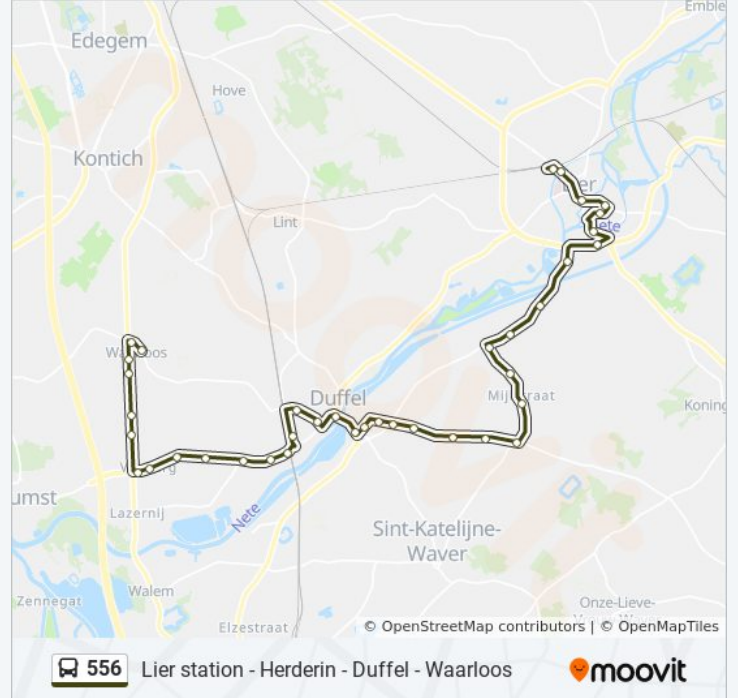 Emble
Edegem
Hove
Kontich
Lier
Lint
Nete
Waarloos
Mijlstraat
Duffel
Koning
umst
Lazernij
Nete
Sint-Katelijne-
Waver
Walem
Zennegat
Onze-Lieve-
Elzestraat
© OpenStreetMap contributors | © OpenMapTiles
556 Lier station - Herderin - Duffel - Waarloos
moovit